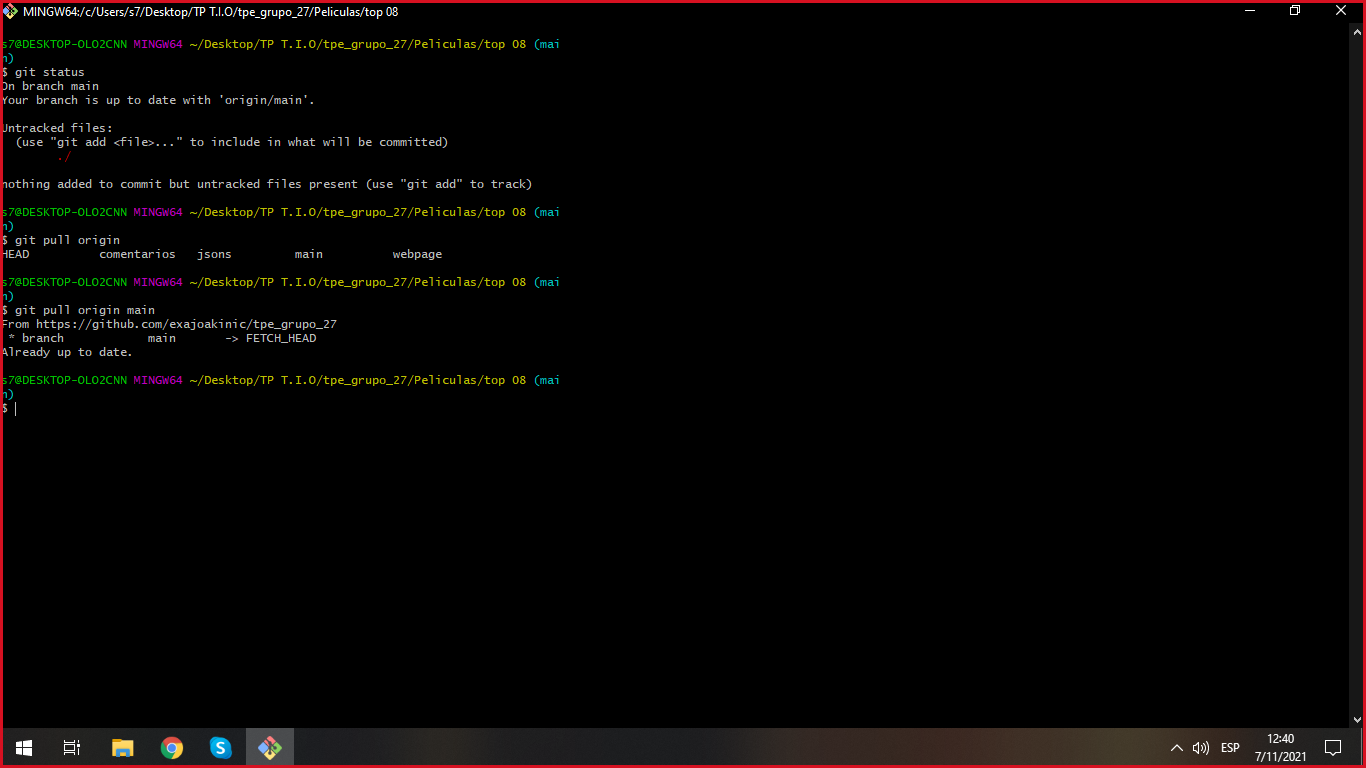 MINGW64:/c/Users/s7/Desktop/TP T.I.O/tpe_grupo_27/Peliculas/top 08
s7@DESKTOP-OLO2CNN MINGW64 ~/Desktop/TP T.I.O/tpe_grupo_27/Peliculas/top 08 (mai
n)
$ git status
On branch main
Your branch is up to date with 'origin/main'.
Untracked files:
(use "git add <file>..." to include in what will be committed)
./
nothing added to commit but untracked files present (use "git add" to track)
s7@DESKTOP-OLO2CNN MINGW64 ~/Desktop/TP T.I.O/tpe_grupo_27/Peliculas/top 08 (mai
n)
$ git pull origin
HEAD comentarios jsons main webpage
s7@DESKTOP-OLO2CNN MINGW64 ~/Desktop/TP T.I.O/tpe_grupo_27/Peliculas/top 08 (mai
n)
$ git pull origin main
From https://github.com/exajoakinic/tpe_grupo_27
* branch main -> FETCH_HEAD
Already up to date.
s7@DESKTOP-OLO2CNN MINGW64 ~/Desktop/TP T.I.O/tpe_grupo_27/Peliculas/top 08 (mai
n)
$
ESP
12:40
7/11/2021